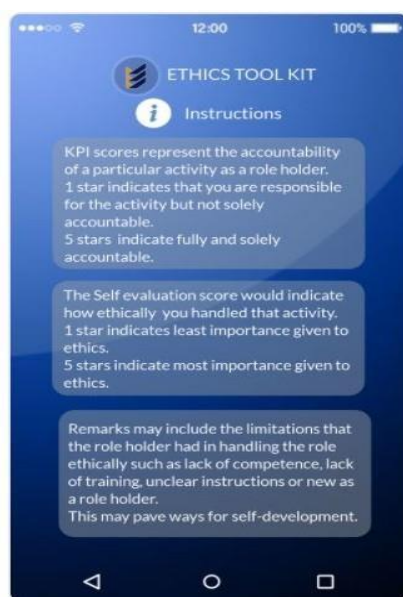 12:00 100%
ETHICS TOOL KIT
i Instructions
KPI scores represent the accountability
of a particular activity as a role holder.
1 star indicates that you are responsible
for the activity but not solely
accountable.
5 stars indicate fully and solely
accountable.
The Self evaluation score would indicate
how ethically you handled that activity.
1 star indicates least importance given to
ethics.
5 stars indicate most importance given to
ethics.
Remarks may include the limitations that
the role holder had in handling the role
ethically such as lack of competence, lack
of training, unclear instructions or new as
a role holder.
This may pave ways for self-development.